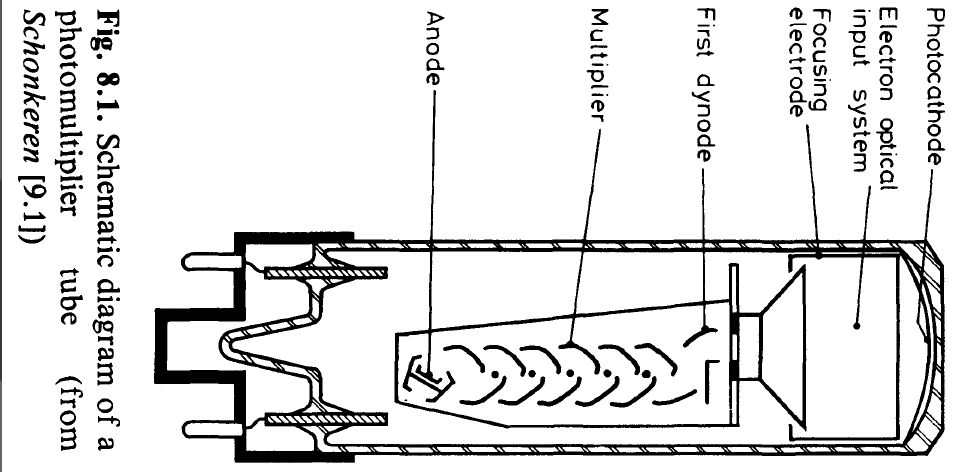 Photocathode
Electron optical
input system
Focusing
electrode
First dynode
Multiplier
Anode
Fig. 8.1. Schematic diagram of a
photomultiplier tube (from
Schonkeren [9.1])